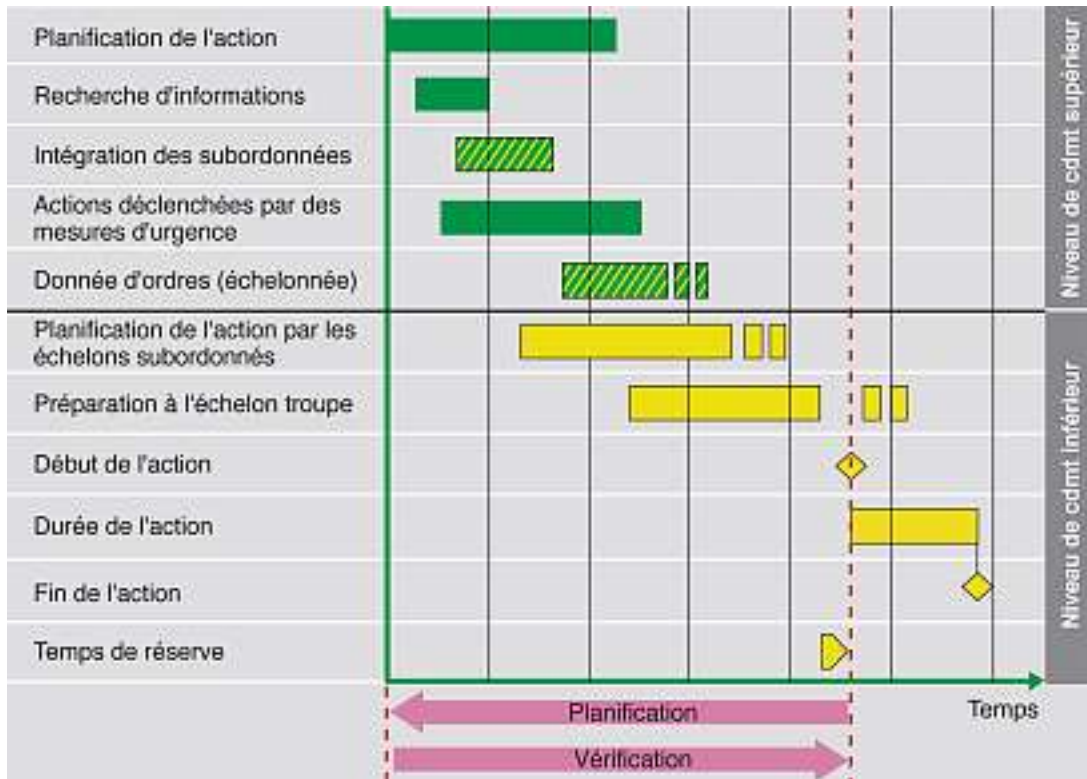 Planification de l'action
Recherche d'informations
Intégration des subordonnées
Actions déclenchées par des
mesures d'urgence
Donnée d'ordres (échelonnée)
Niveau de cdmt supérieur
Planification de l'action par les
échelons subordonnés
Préparation à l'échelon troupe
Début de l'action
Durée de l'action
Fin de l'action
Temps de réserve
Niveau de cdmt inférieur
Temps
Planification
Vérification